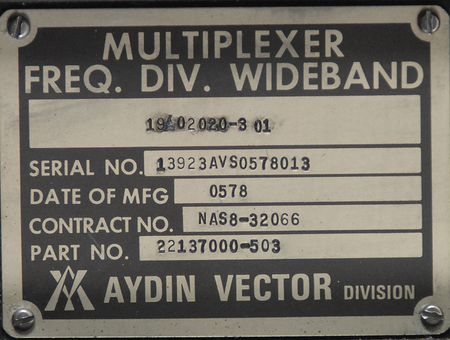 MULTIPLEXER
FREQ. DIV. WIDEBAND
SERIAL NO. 13923AVS0578013
DATE OF MFG 0578
CONTRACT NO. NAS8-32066
PART NO. 22137000-503
AYDIN VECTOR DIVISION